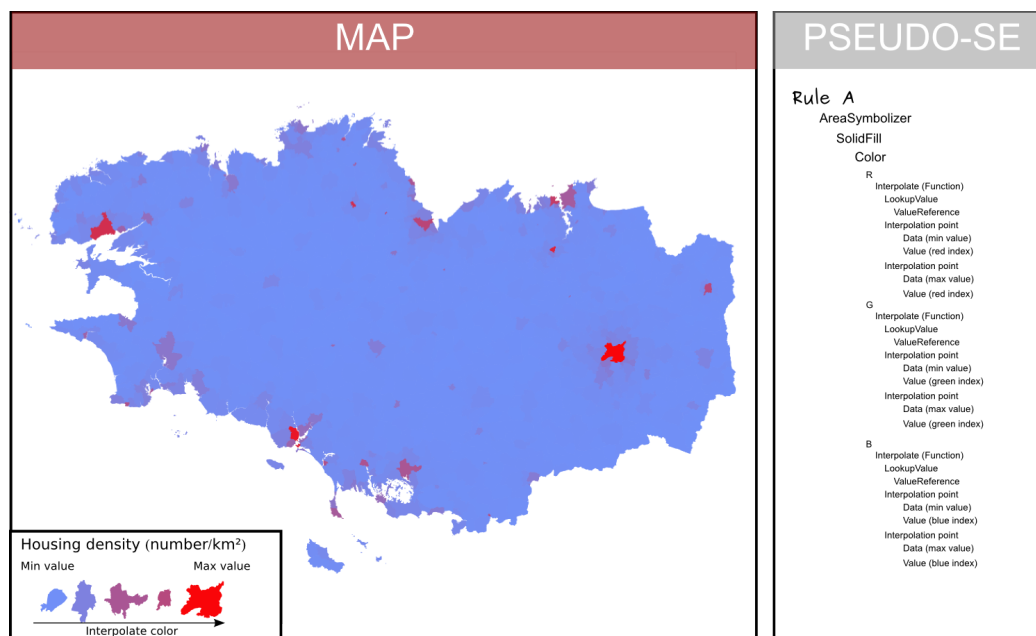 MAP
Housing density (number/km²)
Min value Max value
Interpolate color
PSEUDO-SE
Rule A
AreaSymbolizer
SolidFill
Color
R
Interpolate (Function)
LookupValue
ValueReference
Interpolation point
Data (min value)
Value (red index)
Interpolation point
Data (max value)
Value (red index)
G
Interpolate (Function)
LookupValue
ValueReference
Interpolation point
Data (min value)
Value (green index)
Interpolation point
Data (max value)
Value (green index)
B
Interpolate (Function)
LookupValue
ValueReference
Interpolation point
Data (min value)
Value (blue index)
Interpolation point
Data (max value)
Value (blue index)